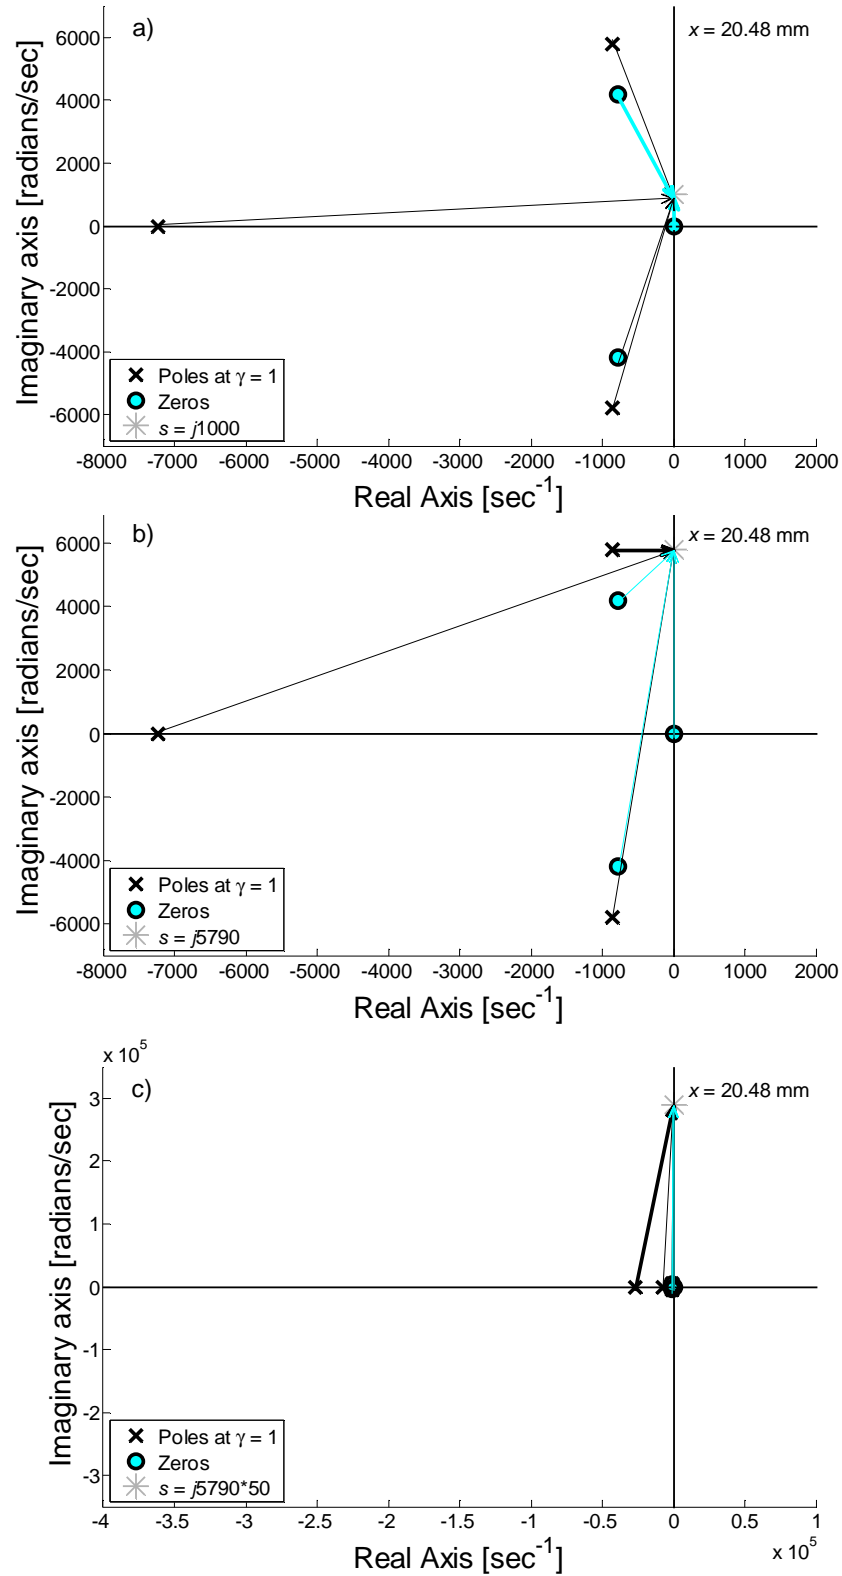 a)
x = 20.48 mm
6000
4000
2000
0
-2000
-4000
-6000
Imaginary axis [radians/sec]
Poles at γ = 1
Zeros
s = j1000
-8000 -7000 -6000 -5000 -4000 -3000 -2000 -1000 0 1000 2000
Real Axis [sec⁻¹]
b)
x = 20.48 mm
6000
4000
2000
0
-2000
-4000
-6000
Imaginary axis [radians/sec]
Poles at γ = 1
Zeros
s = j5790
-8000 -7000 -6000 -5000 -4000 -3000 -2000 -1000 0 1000 2000
Real Axis [sec⁻¹]
x 10⁵
c)
x = 20.48 mm
3
2
1
0
-1
-2
-3
Imaginary axis [radians/sec]
Poles at γ = 1
Zeros
s = j5790*50
-4 -3.5 -3 -2.5 -2 -1.5 -1 -0.5 0 0.5 1
x 10⁵
Real Axis [sec⁻¹]